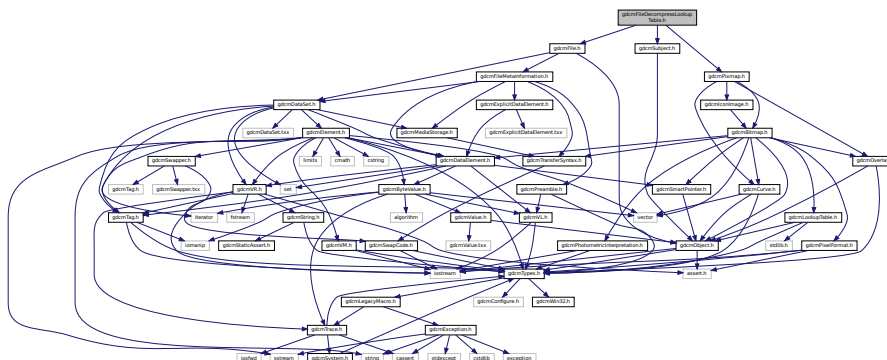 gdcmFileDecompressLookup
Table.h
gdcmFile.h
gdcmSubject.h
gdcmFileMetaInformation.h
gdcmPixmap.h
gdcmDataSet.h
gdcmExplicitDataElement.h
gdcmIconImage.h
gdcmDataSet.txx
gdcmElement.h
gdcmMediaStorage.h
gdcmExplicitDataElement.txx
gdcmBitmap.h
gdcmSwapper.h
limits
cmath
cstring
gdcmDataElement.h
gdcmTransferSyntax.h
gdcmOverlay
gdcmTag.h
gdcmSwapper.txx
gdcmVR.h
set
gdcmByteValue.h
gdcmPreamble.h
gdcmSmartPointer.h
gdcmCurve.h
gdcmTag.h
iterator
fstream
gdcmString.h
algorithm
gdcmValue.h
gdcmVL.h
vector
gdcmLookupTable.h
iomanip
gdcmStaticAssert.h
gdcmVM.h
gdcmSwapCode.h
gdcmValue.txx
gdcmPhotometricInterpretation.h
gdcmObject.h
stdlib.h
gdcmPixelFormat.h
iostream
gdcmTypes.h
assert.h
gdcmLegacyMacro.h
gdcmConfigure.h
gdcmWin32.h
gdcmTrace.h
gdcmException.h
iosfwd
sstream
gdcmSystem.h
string
cassert
stdexcept
cstdlib
exception